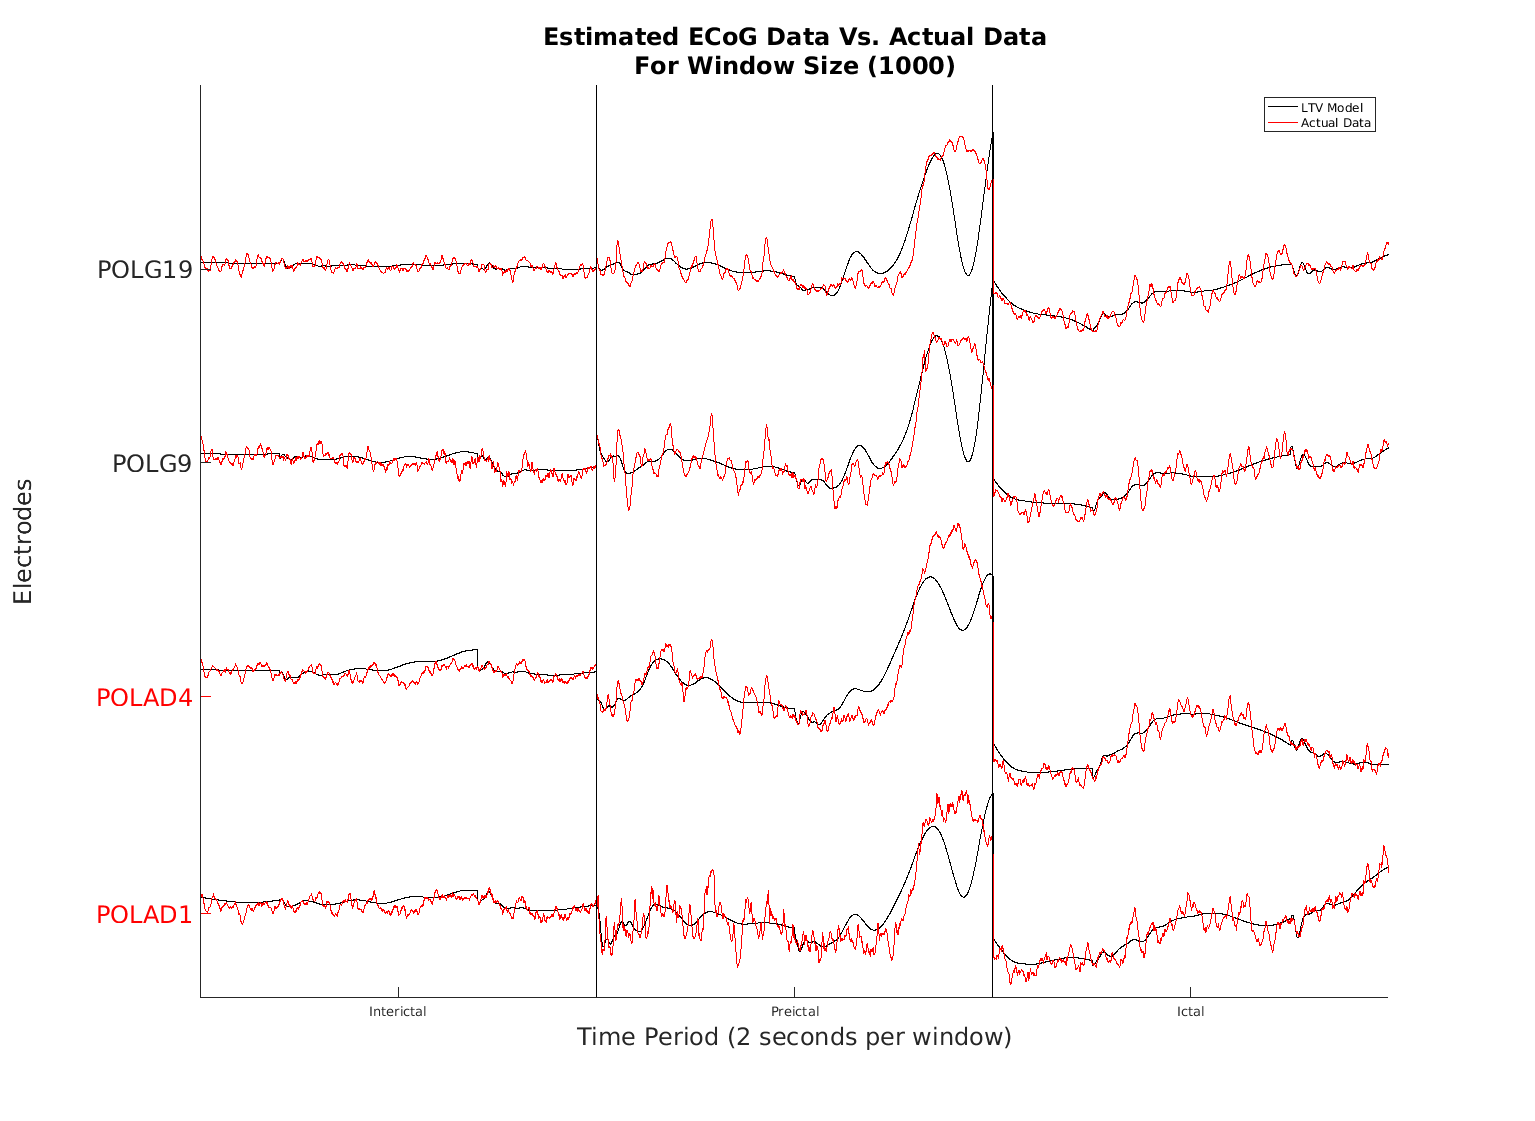 Estimated ECoG Data Vs. Actual Data
For Window Size (1000)
LTV Model
Actual Data
POLG19
POLG9
POLAD4
POLAD1
Electrodes
Interictal
Preictal
Ictal
Time Period (2 seconds per window)